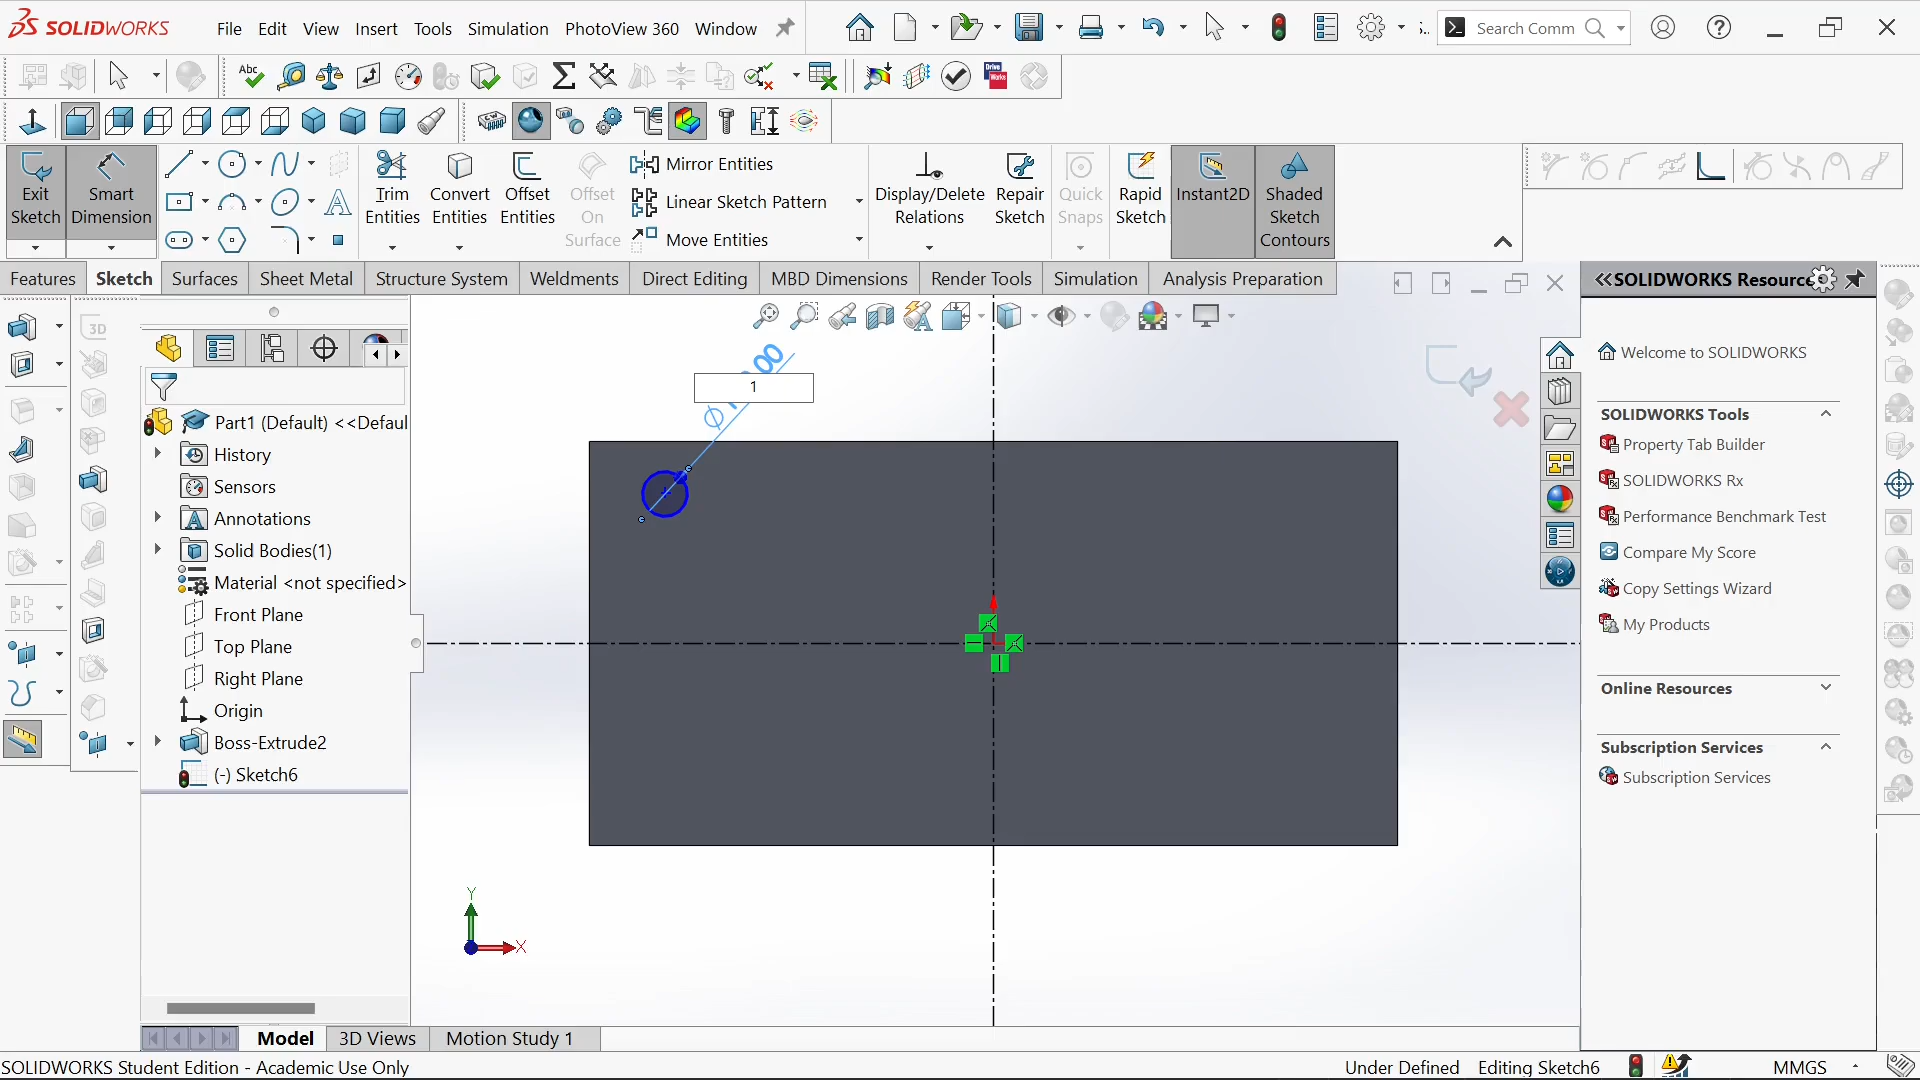 SOLIDWORKS File Edit View Insert Tools Simulation PhotoView 360 Window Search Comm
Exit Sketch
Smart Dimension
Trim Entities
Convert Entities
Offset Entities
Offset On Surface
Mirror Entities
Linear Sketch Pattern
Move Entities
Display/Delete Relations
Repair Sketch
Quick Snaps
Rapid Sketch
Instant2D
Shaded Sketch Contours
Features Sketch Surfaces Sheet Metal Structure System Weldments Direct Editing MBD Dimensions Render Tools Simulation Analysis Preparation
SOLIDWORKS Resourc
3D
Part1 (Default) <<Defaul
History
Sensors
Annotations
Solid Bodies(1)
Material <not specified>
Front Plane
Top Plane
Right Plane
Origin
Boss-Extrude2
(-) Sketch6
1
Y
X
Welcome to SOLIDWORKS
SOLIDWORKS Tools
Property Tab Builder
SOLIDWORKS Rx
Performance Benchmark Test
Compare My Score
Copy Settings Wizard
My Products
Online Resources
Subscription Services
Subscription Services
Model 3D Views Motion Study 1
SOLIDWORKS Student Edition - Academic Use Only Under Defined Editing Sketch6 MMGS